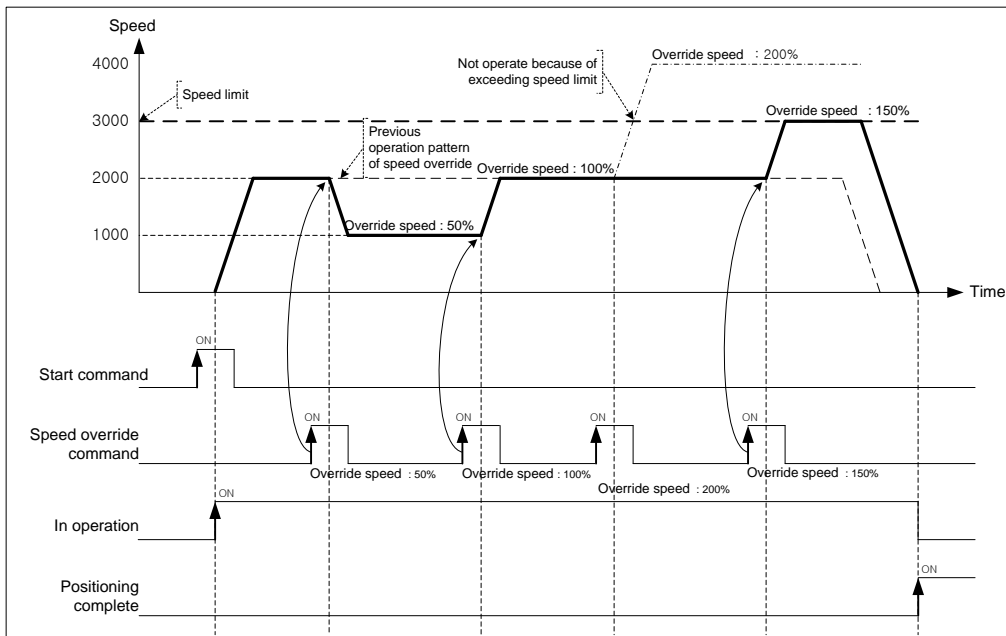 Speed
4000
3000
2000
1000
Speed limit
Not operate because of
exceeding speed limit
Override speed : 200%
Override speed : 150%
Previous
operation pattern
of speed override
Override speed : 100%
Override speed : 50%
Time
ON
Start command
ON
ON
ON
ON
Speed override
command
Override speed : 50%
Override speed : 100%
Override speed : 150%
Override speed : 200%
ON
In operation
ON
Positioning
complete